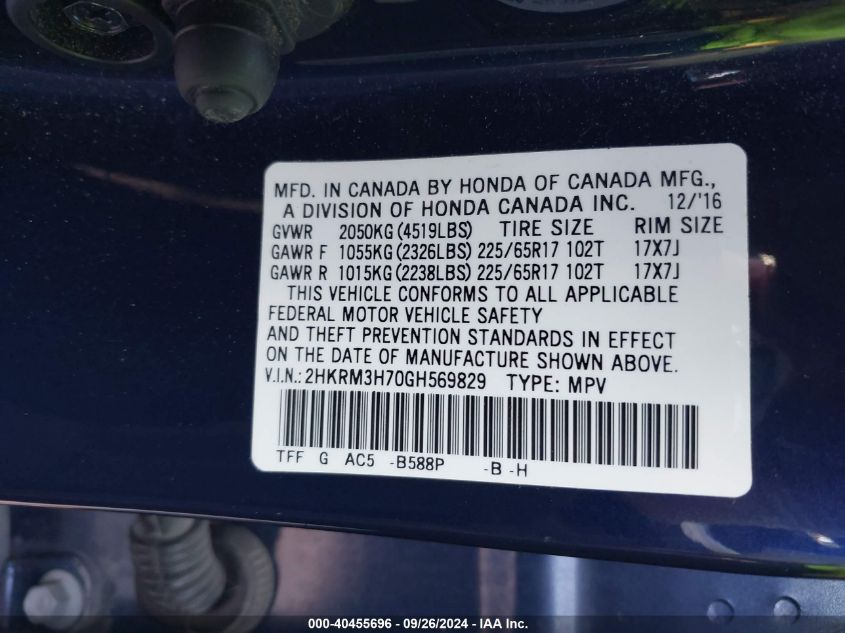 MFD. IN CANADA BY HONDA OF CANADA MFG.,
A DIVISION OF HONDA CANADA INC. 12/'16
GVWR 2050KG (4519LBS) TIRE SIZE RIM SIZE
GAWR F 1055KG (2326LBS) 225/65R17 102T 17X7J
GAWR R 1015KG (2238LBS) 225/65R17 102T 17X7J
THIS VEHICLE CONFORMS TO ALL APPLICABLE
FEDERAL MOTOR VEHICLE SAFETY
AND THEFT PREVENTION STANDARDS IN EFFECT
ON THE DATE OF MANUFACTURE SHOWN ABOVE.
V.I.N.: 2HKRM3H70GH569829 TYPE: MPV
TFF G AC5 -B588P -B -H
000-40455696 - 09/26/2024 - IAA Inc.